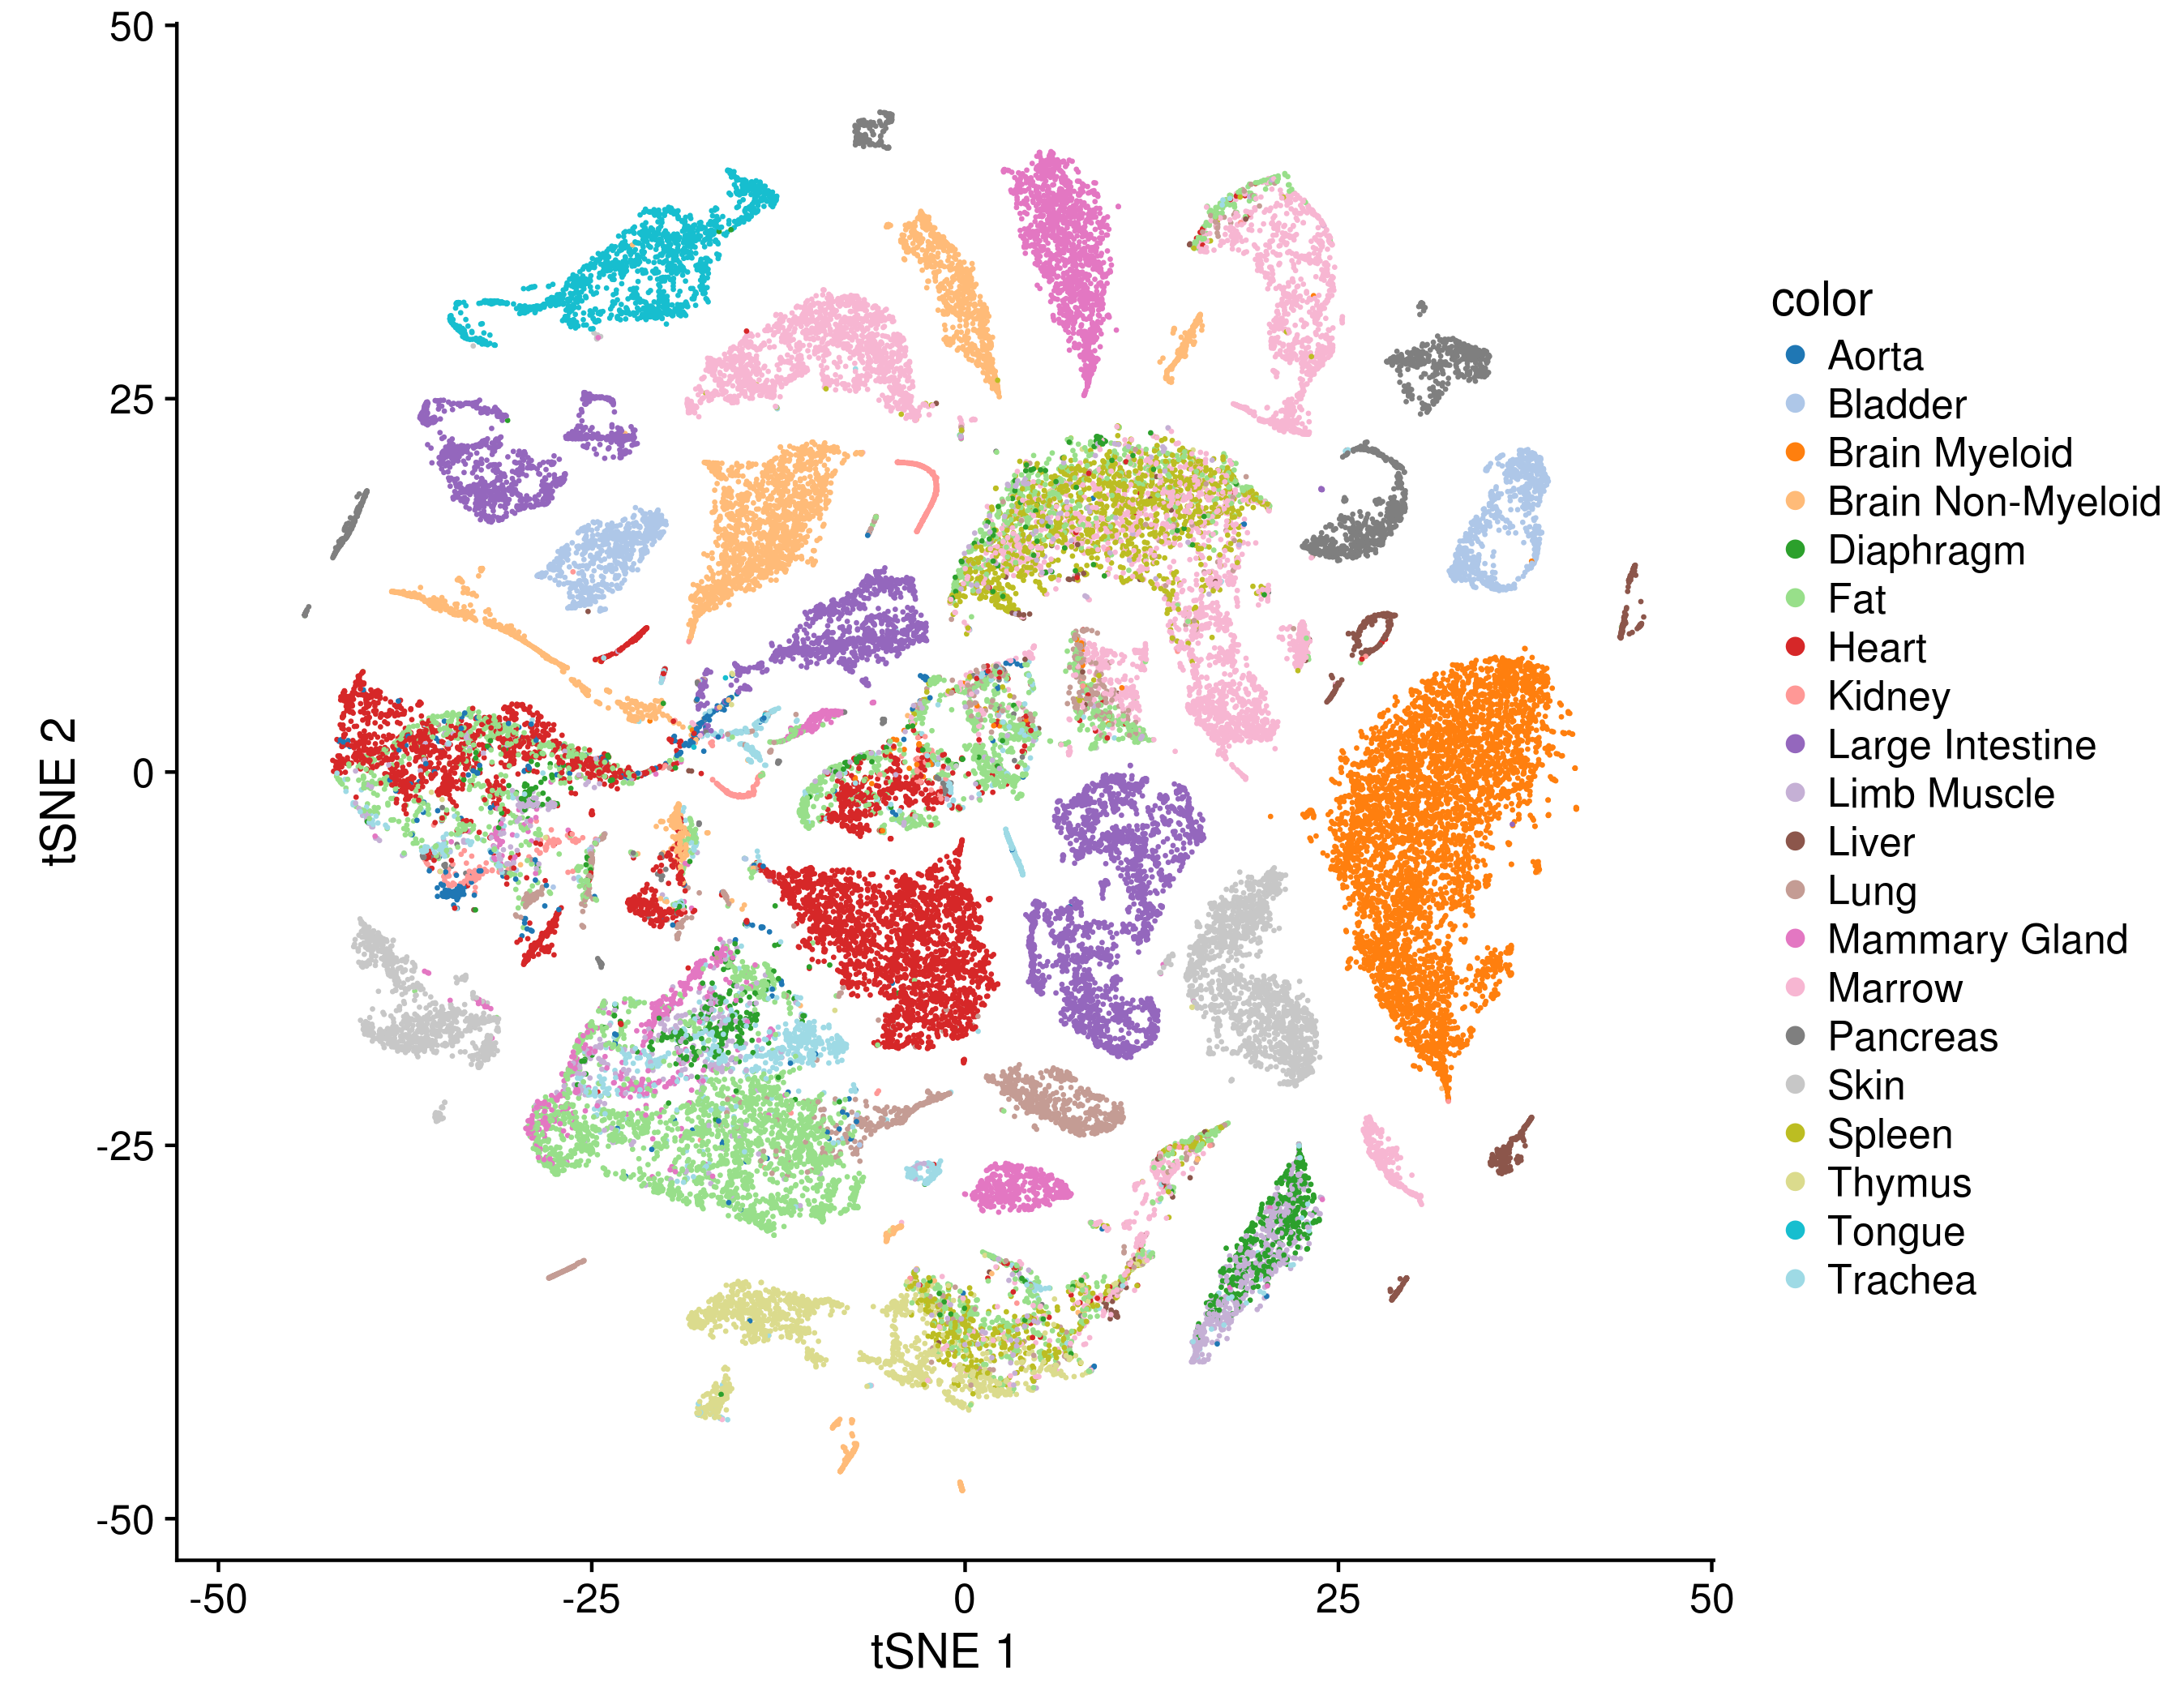 50
25
0
-25
-50
tSNE 2
-50
-25
0
25
50
tSNE 1
color
Aorta
Bladder
Brain Myeloid
Brain Non-Myeloid
Diaphragm
Fat
Heart
Kidney
Large Intestine
Limb Muscle
Liver
Lung
Mammary Gland
Marrow
Pancreas
Skin
Spleen
Thymus
Tongue
Trachea